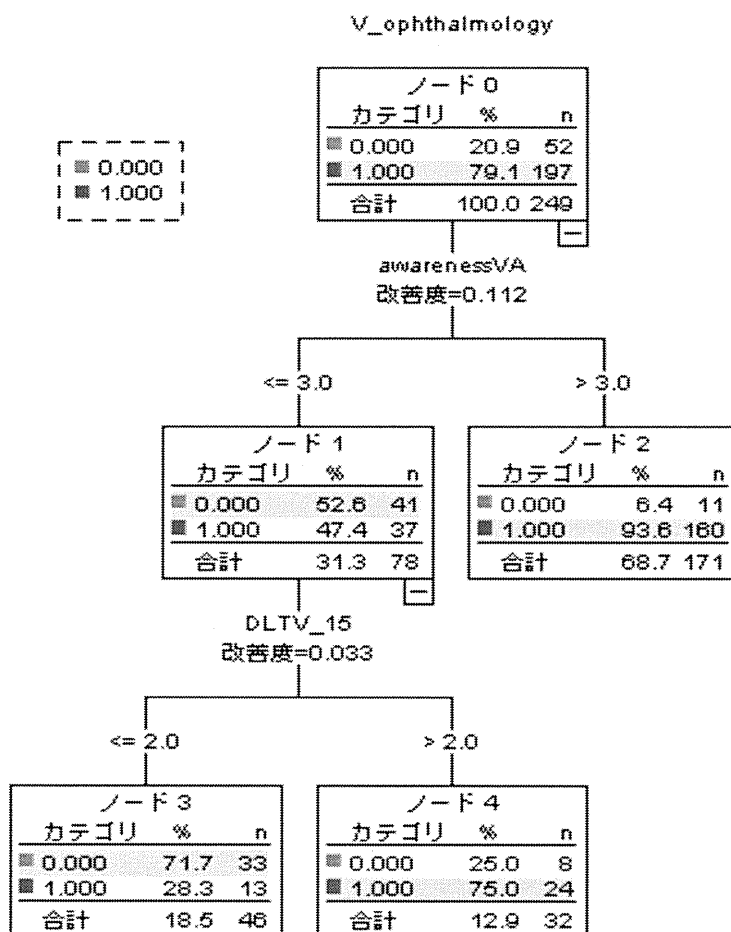 V_ophthalmology
0.000
1.000
ノード 0
カテゴリ % n
0.000 20.9 52
1.000 79.1 197
合計 100.0 249
awarenessVA
改善度=0.112
<= 3.0
> 3.0
ノード 1
カテゴリ % n
0.000 52.6 41
1.000 47.4 37
合計 31.3 78
ノード 2
カテゴリ % n
0.000 6.4 11
1.000 93.6 160
合計 68.7 171
DLTV_15
改善度=0.033
<= 2.0
> 2.0
ノード 3
カテゴリ % n
0.000 71.7 33
1.000 28.3 13
合計 18.5 46
ノード 4
カテゴリ % n
0.000 25.0 8
1.000 75.0 24
合計 12.9 32